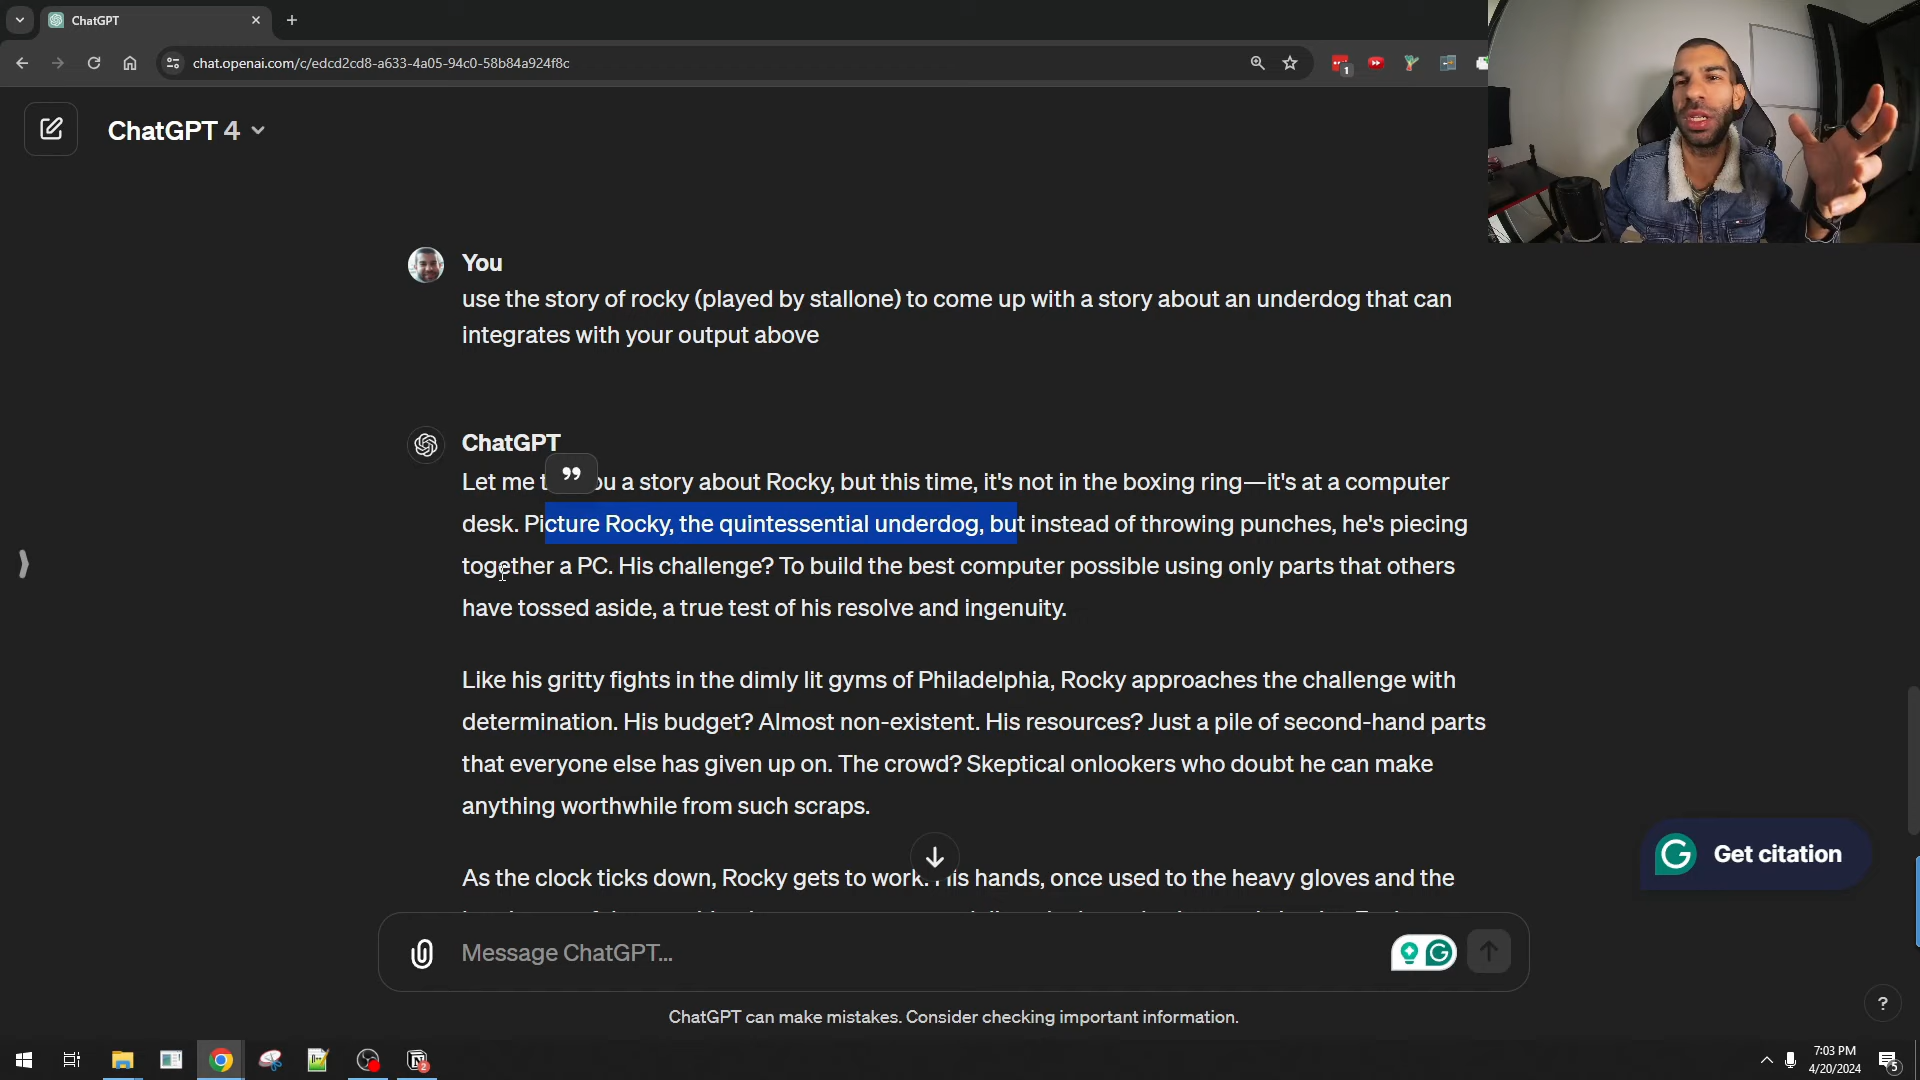 ChatGPT
chat.openai.com/c/edcd2cd8-a633-4a05-94c0-58b84a924f8c
1
ChatGPT 4
You
use the story of rocky (played by stallone) to come up with a story about an underdog that can
integrates with your output above
ChatGPT
Let me ou a story about Rocky, but this time, it's not in the boxing ring—it's at a computer
desk. Picture Rocky, the quintessential underdog, but instead of throwing punches, he's piecing
together a PC. His challenge? To build the best computer possible using only parts that others
have tossed aside, a true test of his resolve and ingenuity.
Like his gritty fights in the dimly lit gyms of Philadelphia, Rocky approaches the challenge with
determination. His budget? Almost non-existent. His resources? Just a pile of second-hand parts
that everyone else has given up on. The crowd? Skeptical onlookers who doubt he can make
anything worthwhile from such scraps.
Get citation
As the clock ticks down, Rocky gets to work. His hands, once used to the heavy gloves and the
Message ChatGPT...
?
ChatGPT can make mistakes. Consider checking important information.
2
7:03 PM
4/20/2024
5